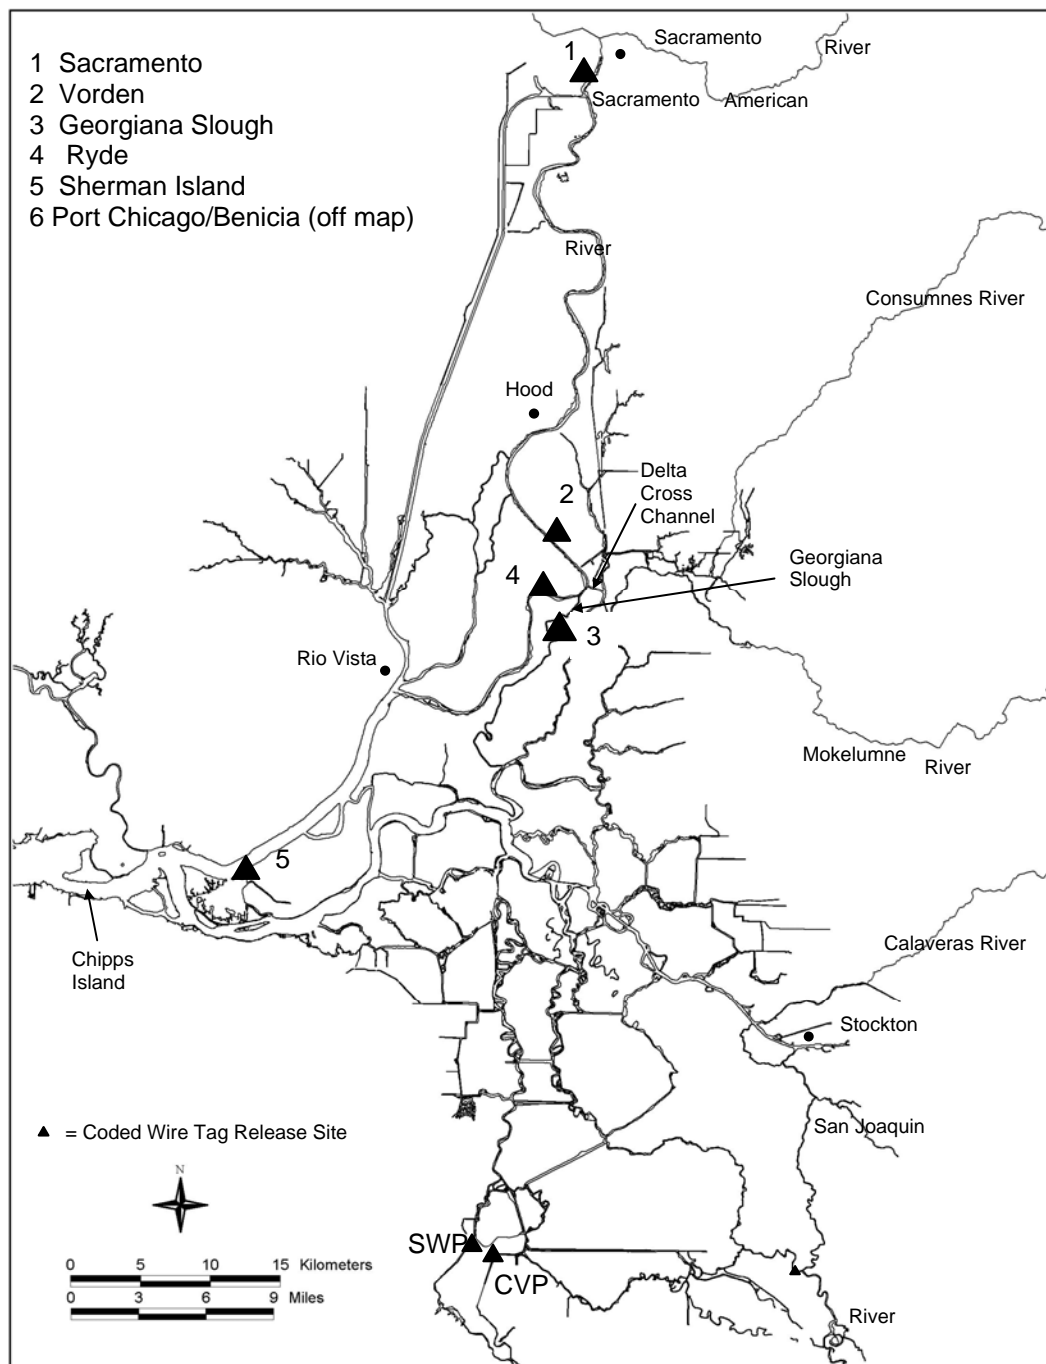 1 Sacramento
2 Vorden
3 Georgiana Slough
4 Ryde
5 Sherman Island
6 Port Chicago/Benicia (off map)
1
Sacramento
River
Sacramento
American
River
Consumnes River
Hood
2
Delta
Cross
Channel
4
Georgiana
Slough
3
Rio Vista
Mokelumne
River
5
Chipps
Island
Calaveras River
Stockton
San Joaquin
= Coded Wire Tag Release Site
N
SWP
CVP
0 5 10 15 Kilometers
0 3 6 9 Miles
River